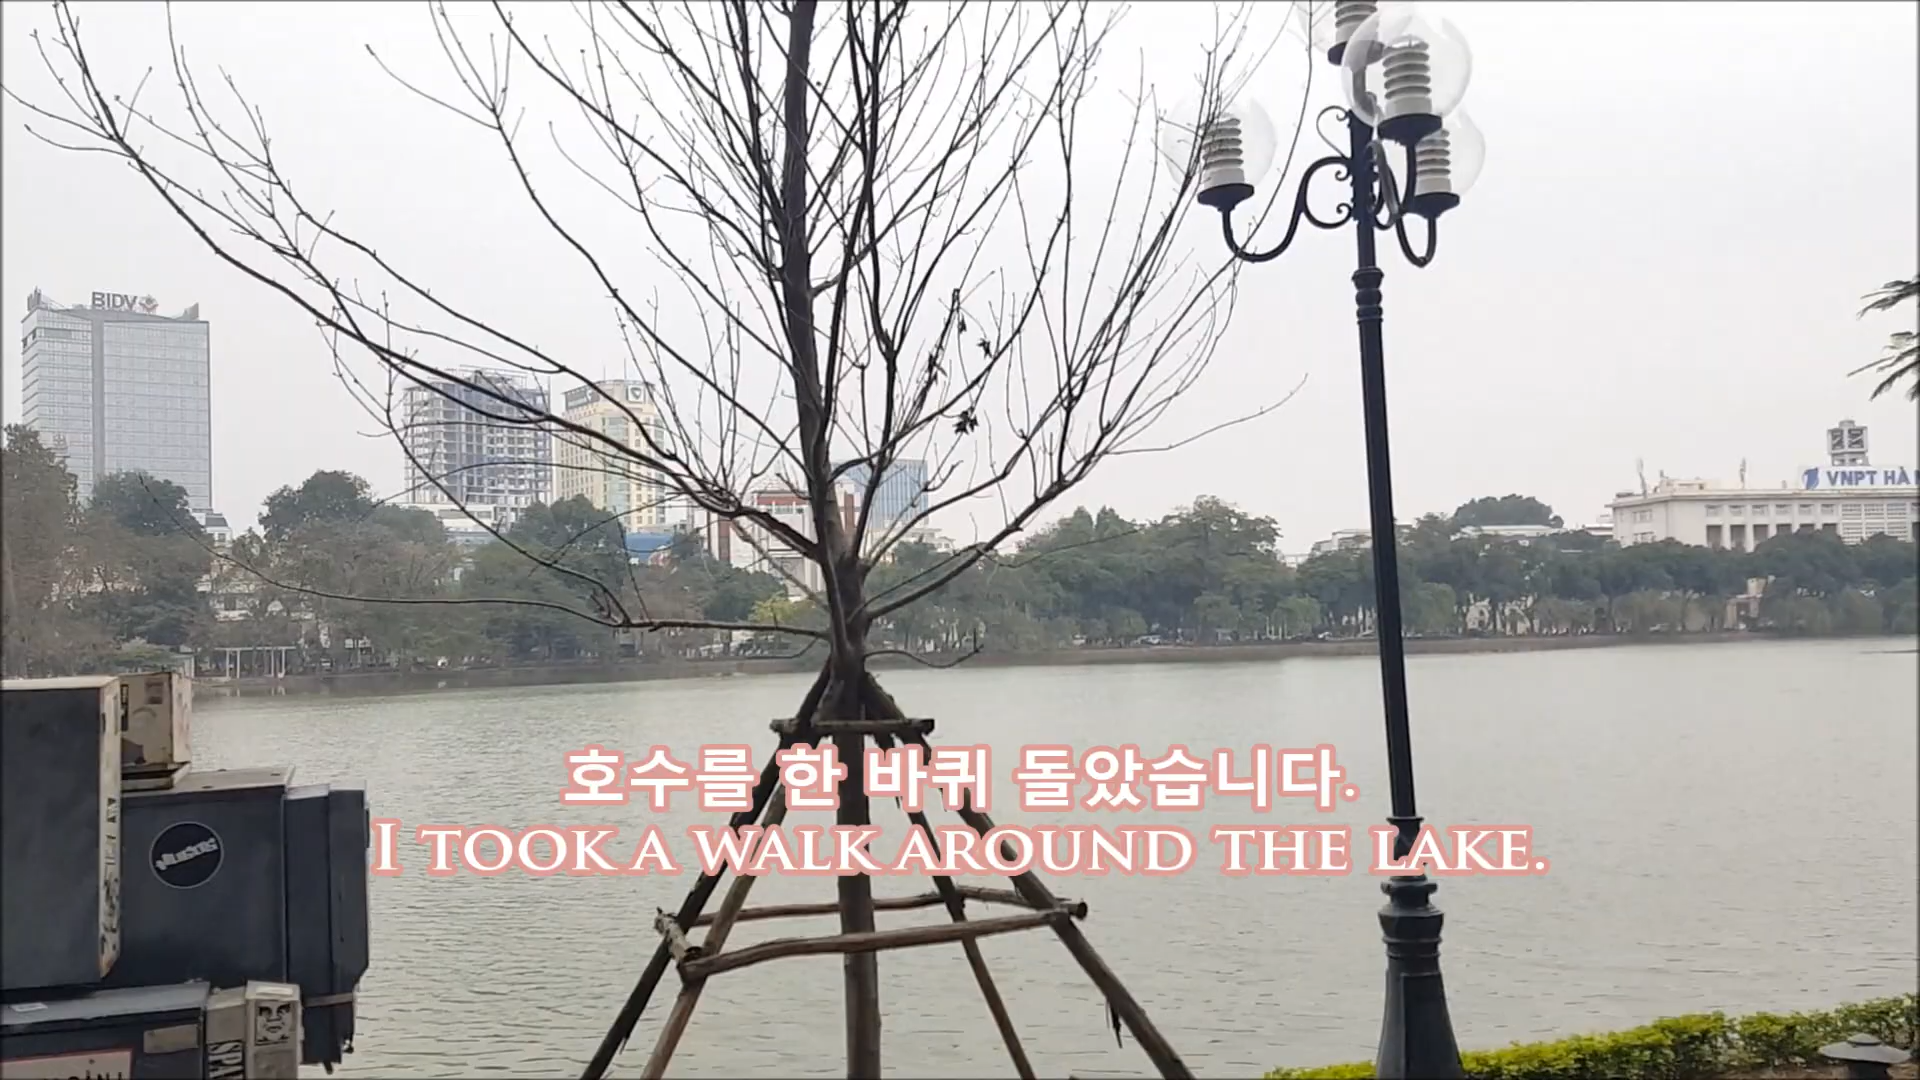 BIDV
VNPT HÀ N
호수를 한 바퀴 돌았습니다.
I TOOK A WALK AROUND THE LAKE.